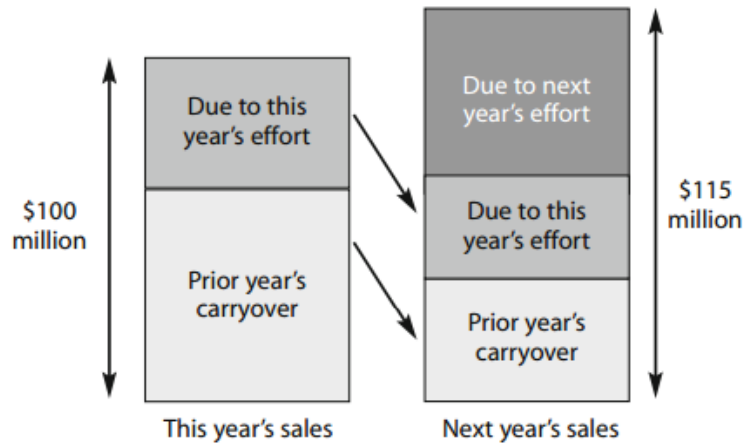 $100
million
Due to this
year's effort
Prior year's
carryover
This year's sales
Due to next
year's effort
Due to this
year's effort
Prior year's
carryover
Next year's sales
$115
million